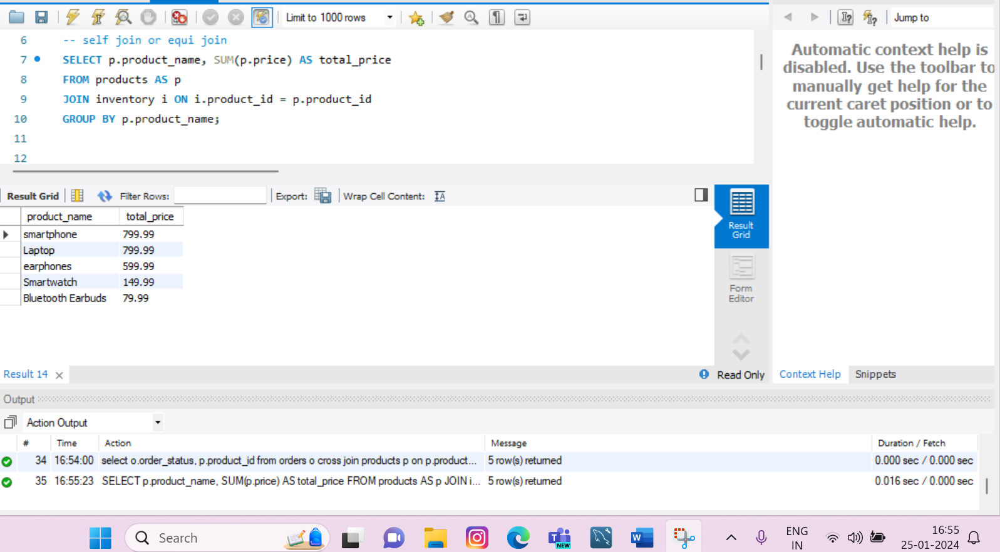 Limit to 1000 rows
Jump to
6 -- self join or equi join
7 SELECT p.product_name, SUM(p.price) AS total_price
8 FROM products AS p
9 JOIN inventory i ON i.product_id = p.product_id
10 GROUP BY p.product_name;
11
12
Automatic context help is
disabled. Use the toolbar to
manually get help for the
current caret position or to
toggle automatic help.
Result Grid Filter Rows: Export: Wrap Cell Content:
product_name total_price
smartphone 799.99
Laptop 799.99
earphones 599.99
Smartwatch 149.99
Bluetooth Earbuds 79.99
Result
Grid
Form
Editor
Result 14 Read Only Context Help Snippets
Output
Action Output
# Time Action Message Duration / Fetch
34 16:54:00 select o.order_status, p.product_id from orders o cross join products p on p.product... 5 row(s) returned 0.000 sec / 0.000 sec
35 16:55:23 SELECT p.product_name, SUM(p.price) AS total_price FROM products AS p JOIN i... 5 row(s) returned 0.016 sec / 0.000 sec
Search
NEW
ENG
IN
16:55
25-01-2024